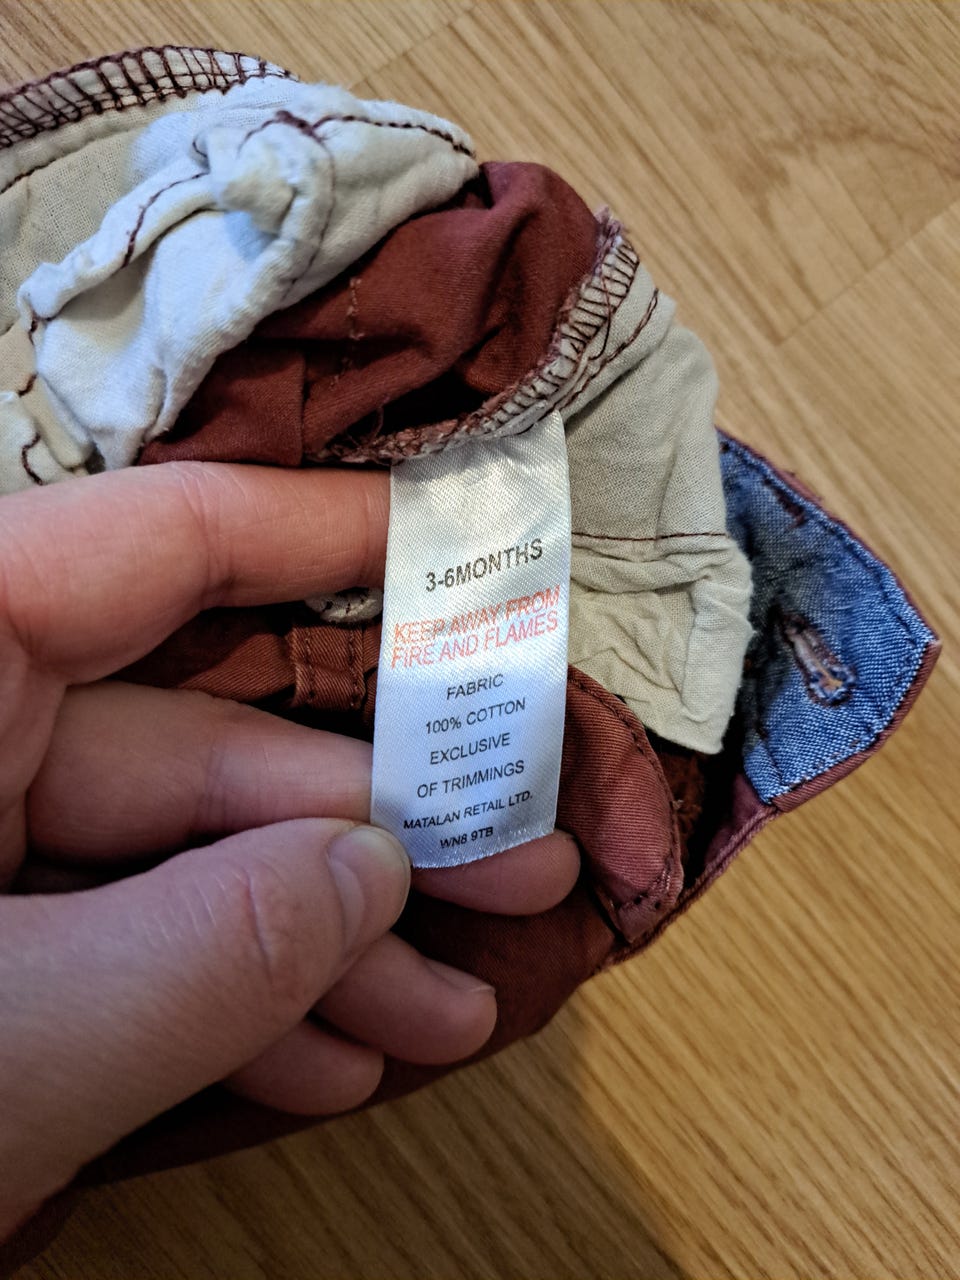 3-6MONTHS
KEEP AWAY FROM
FIRE AND FLAMES
FABRIC
100% COTTON
EXCLUSIVE
OF TRIMMINGS
MATALAN RETAIL LTD.
WN8 9TB